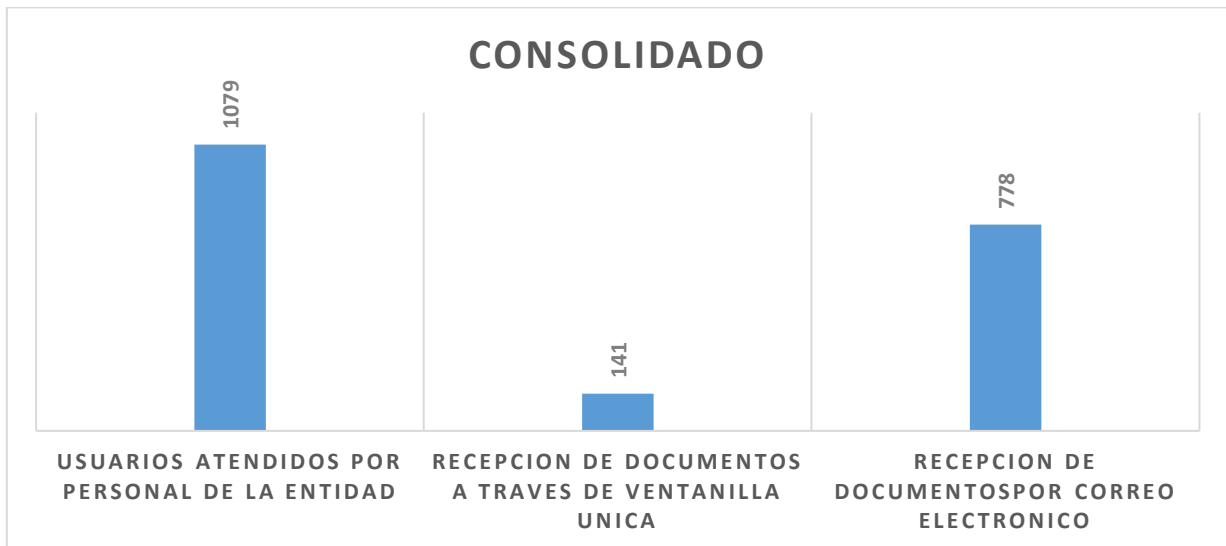 CONSOLIDADO
1079
141
778
USUARIOS ATENDIDOS POR
PERSONAL DE LA ENTIDAD
RECEPCION DE DOCUMENTOS
A TRAVES DE VENTANILLA
UNICA
RECEPCION DE
DOCUMENTOSPOR CORREO
ELECTRONICO